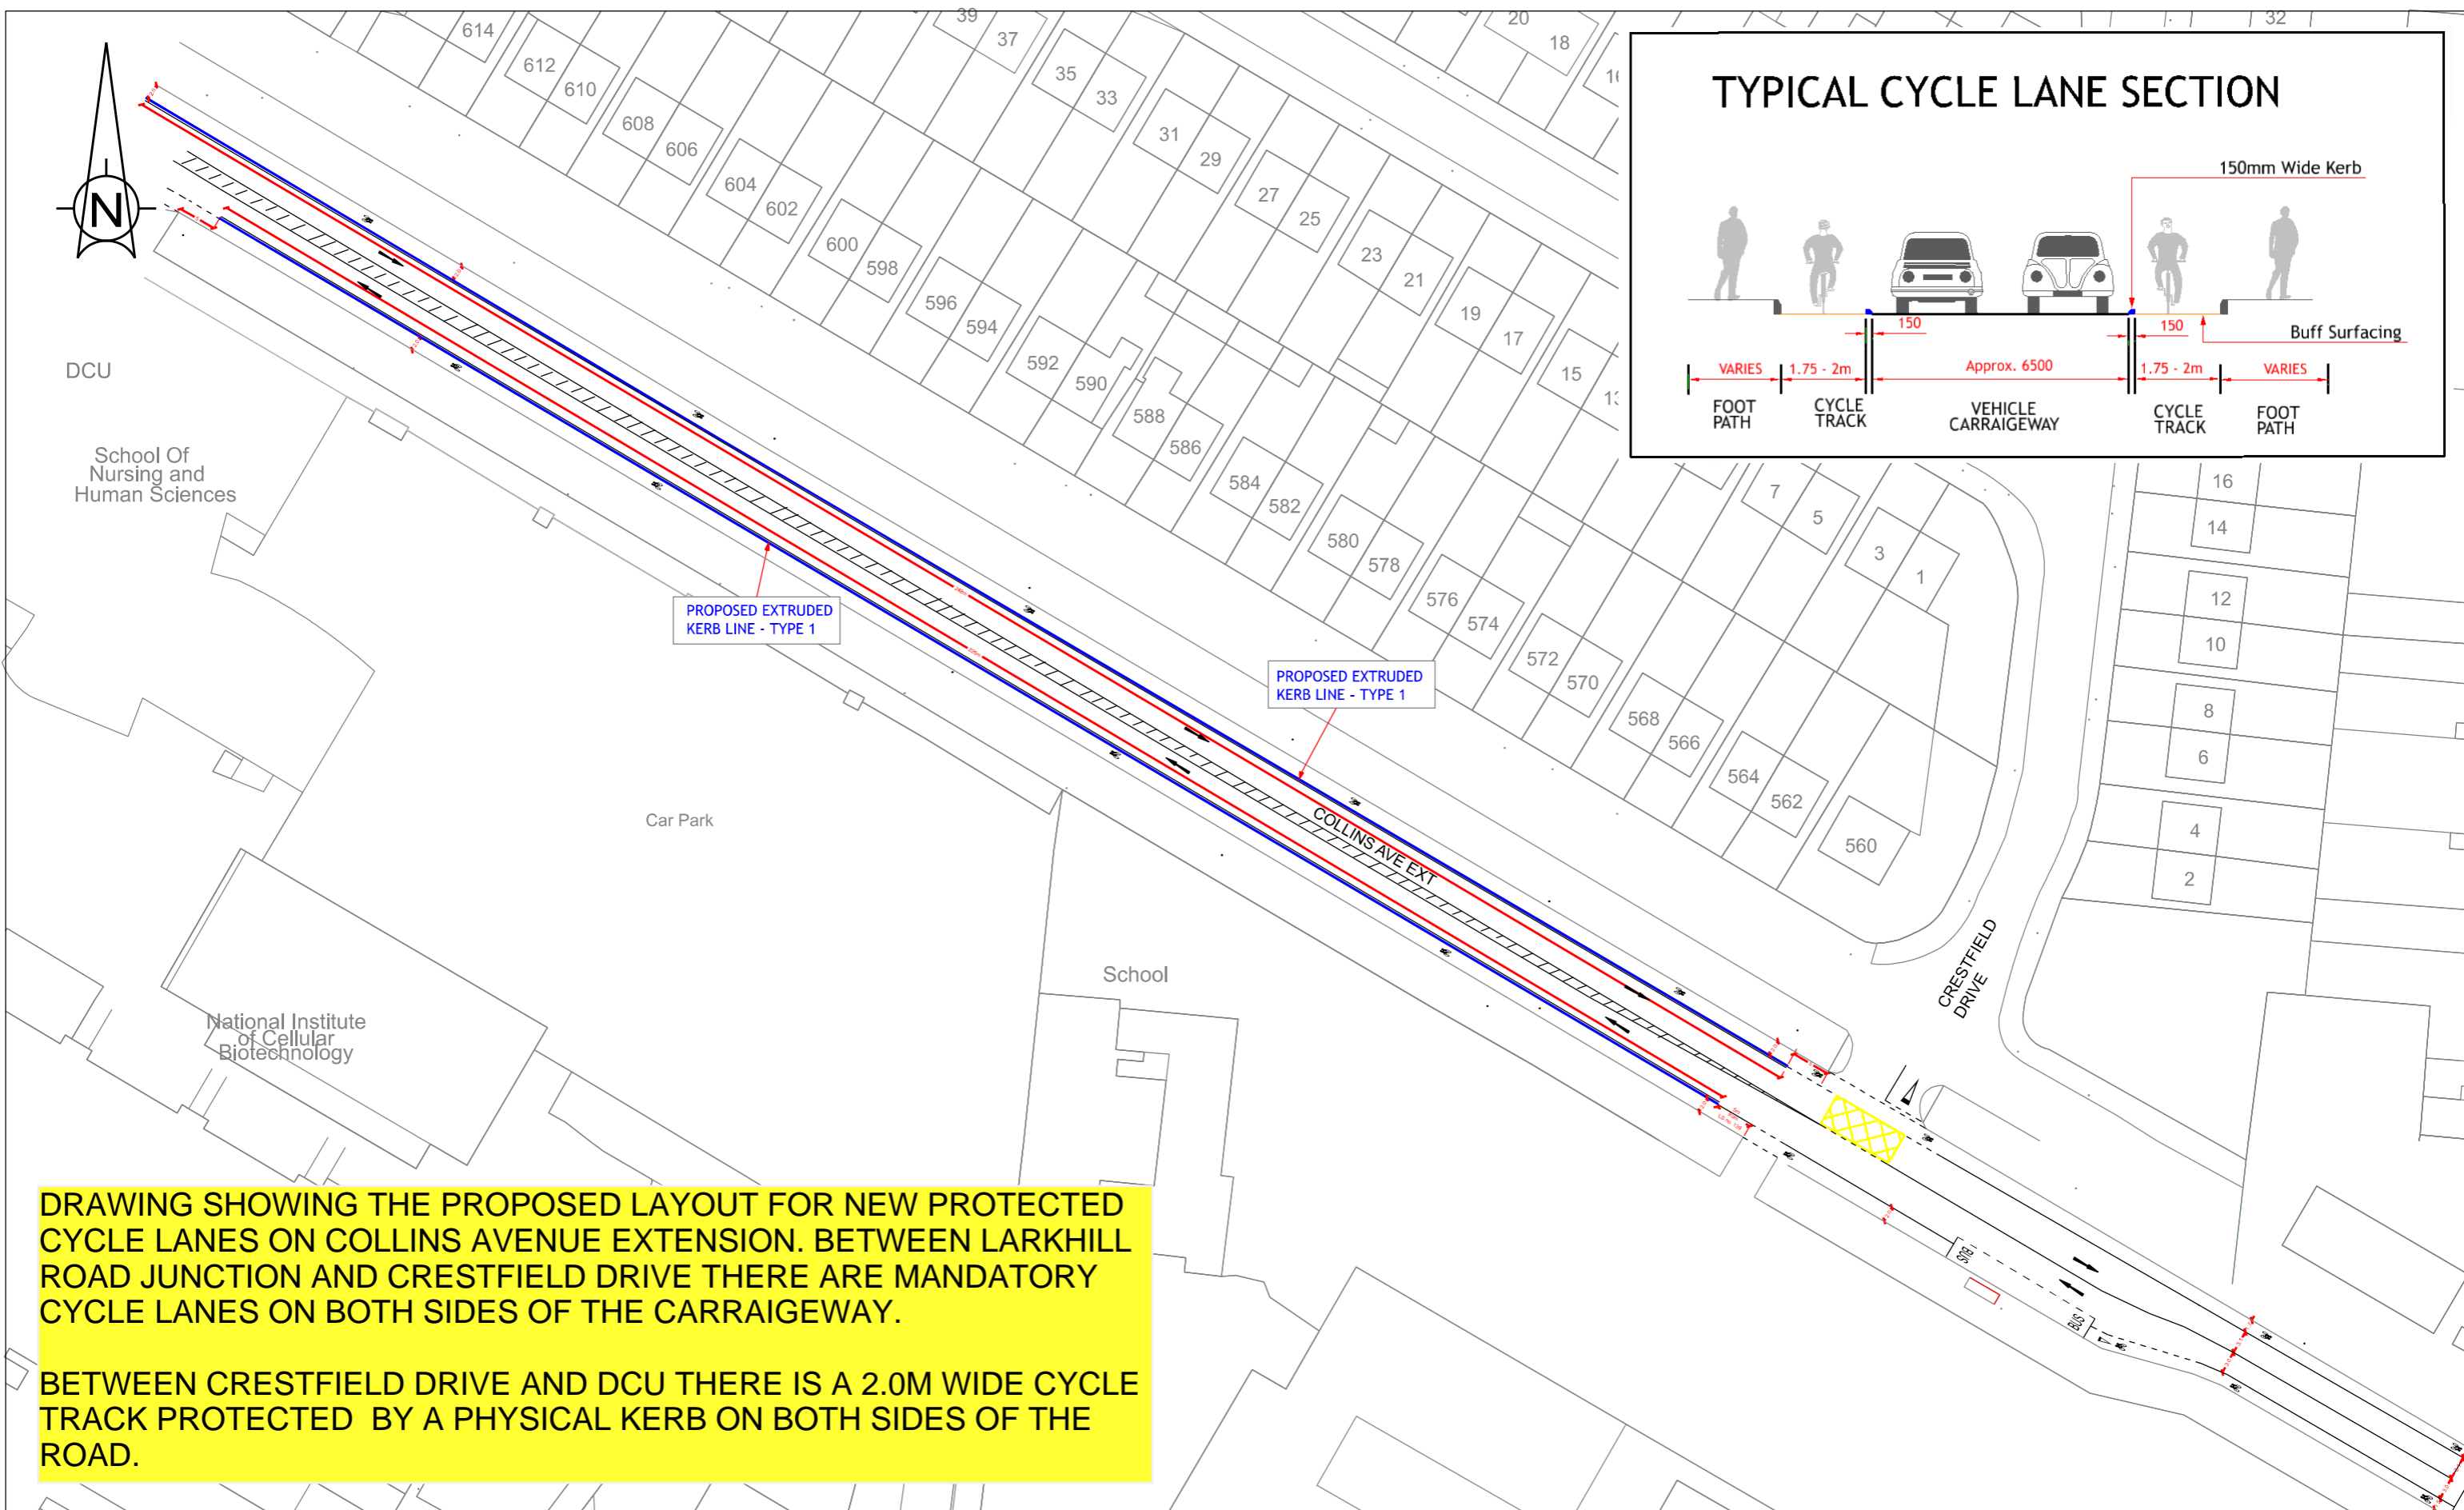 614
612
610
608
606
604
602
600
598
596
594
592
590
588
586
584
582
580
578
576
574
572
570
568
566
564
562
560
39
37
35
33
31
29
27
25
23
21
19
17
15
7
5
3
1
20
18
32
16
14
12
10
8
6
4
2
N
TYPICAL CYCLE LANE SECTION
150mm Wide Kerb
150
150
Buff Surfacing
VARIES
1.75 - 2m
Approx. 6500
1.75 - 2m
VARIES
FOOT
PATH
CYCLE
TRACK
VEHICLE
CARRAIGEWAY
CYCLE
TRACK
FOOT
PATH
DCU
School Of
Nursing and
Human Sciences
PROPOSED EXTRUDED
KERB LINE - TYPE 1
PROPOSED EXTRUDED
KERB LINE - TYPE 1
Car Park
COLLINS AVE EXT
School
CRESTFIELD
DRIVE
National Institute
of Cellular
Biotechnology
BUS
BUS
DRAWING SHOWING THE PROPOSED LAYOUT FOR NEW PROTECTED
CYCLE LANES ON COLLINS AVENUE EXTENSION. BETWEEN LARKHILL
ROAD JUNCTION AND CRESTFIELD DRIVE THERE ARE MANDATORY
CYCLE LANES ON BOTH SIDES OF THE CARRAIGEWAY.
BETWEEN CRESTFIELD DRIVE AND DCU THERE IS A 2.0M WIDE CYCLE
TRACK PROTECTED BY A PHYSICAL KERB ON BOTH SIDES OF THE
ROAD.